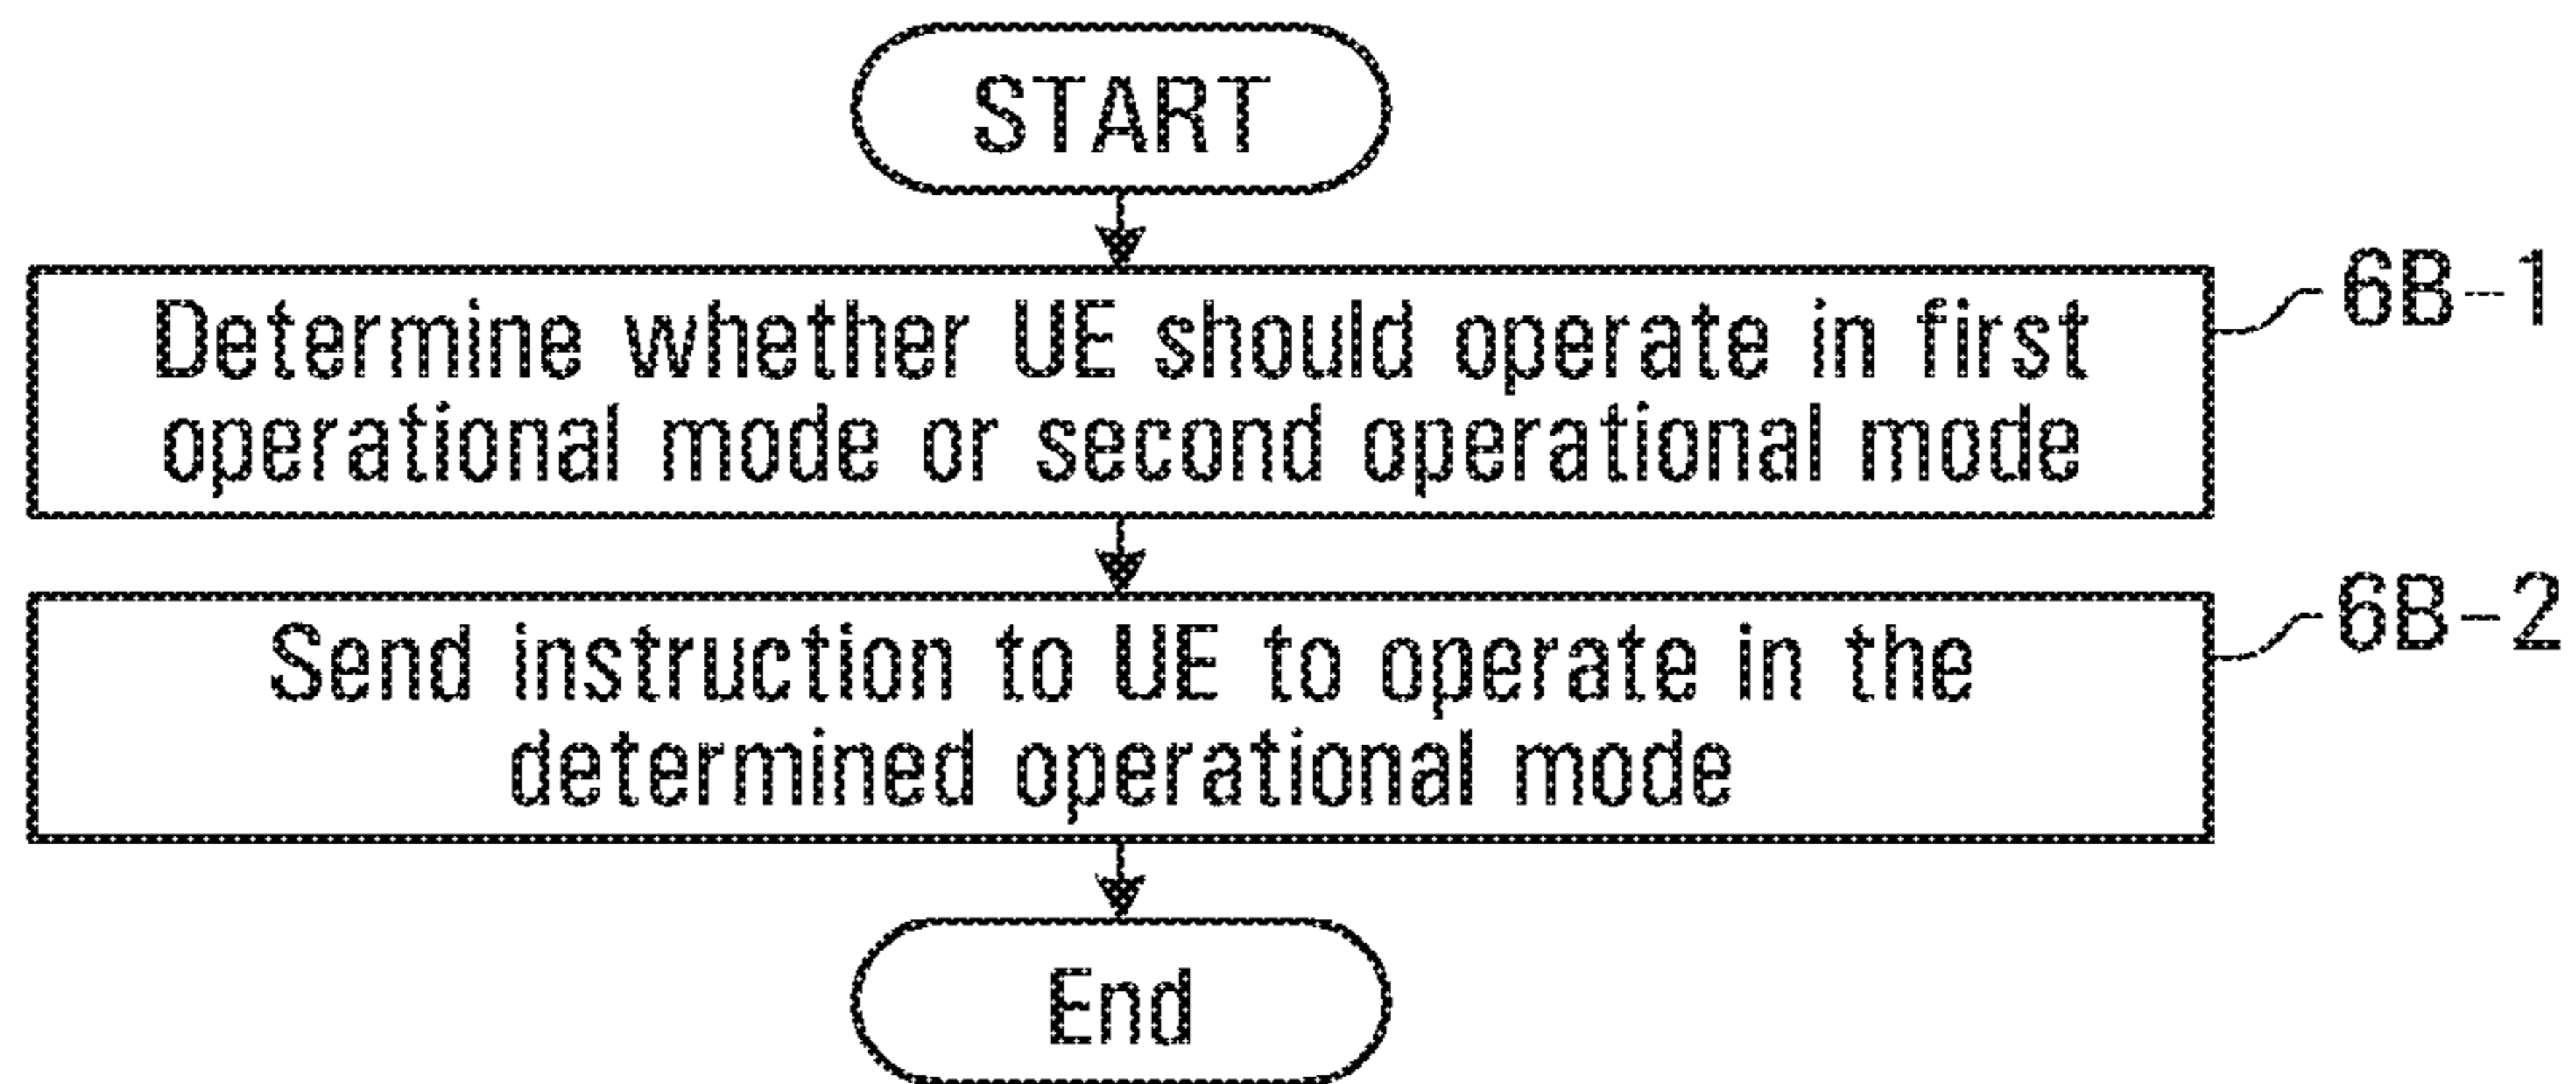 START
6B-1
Determine whether UE should operate in first
operational mode or second operational mode
6B-2
Send instruction to UE to operate in the
determined operational mode
End